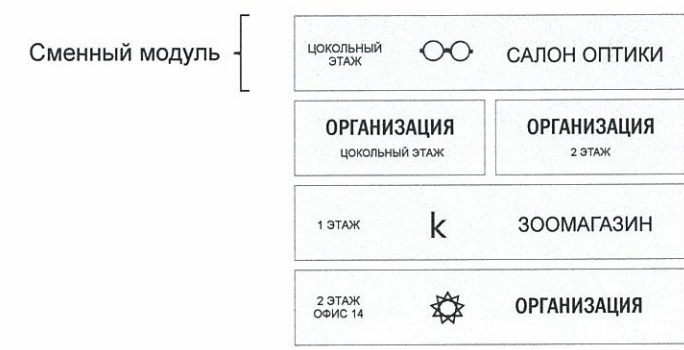 Сменный модуль
ЦОКОЛЬНЫЙ
ЭТАЖ
САЛОН ОПТИКИ
ОРГАНИЗАЦИЯ
ЦОКОЛЬНЫЙ ЭТАЖ
ОРГАНИЗАЦИЯ
2 ЭТАЖ
1 ЭТАЖ
k
ЗООМАГАЗИН
2 ЭТАЖ
ОФИС 14
ОРГАНИЗАЦИЯ